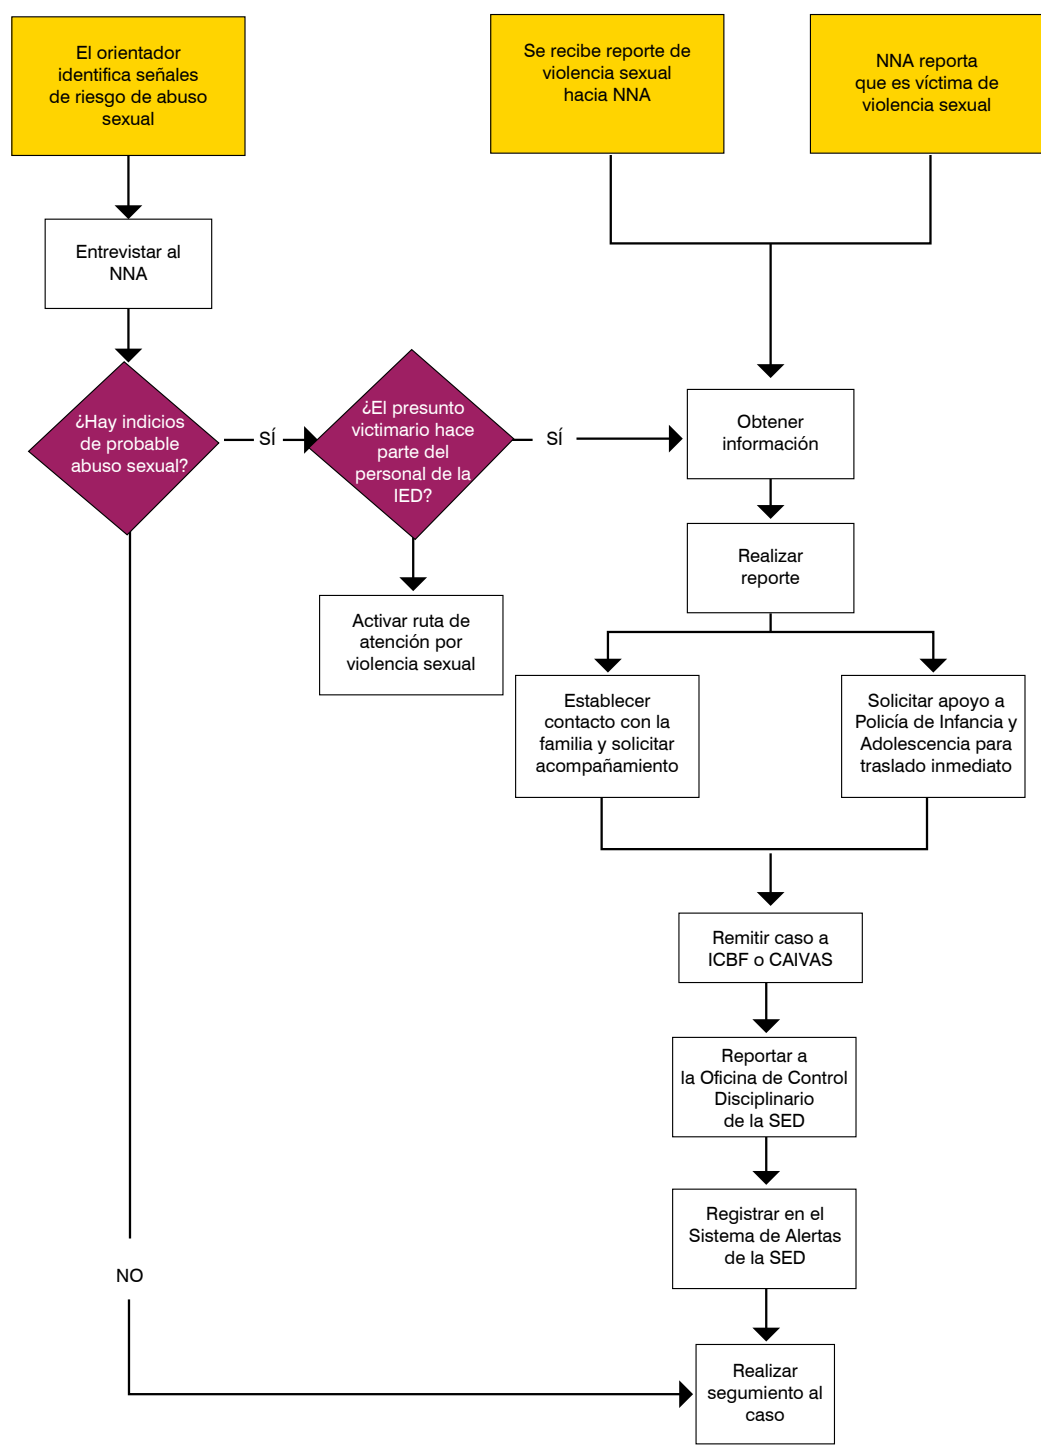 El orientador
identifica señales
de riesgo de abuso
sexual
Se recibe reporte de
violencia sexual
hacia NNA
NNA reporta
que es víctima de
violencia sexual
Entrevistar al
NNA
¿Hay indicios
de probable
abuso sexual?
SÍ
¿El presunto
victimario hace
parte del
personal de la
IED?
SÍ
Obtener
información
Realizar
reporte
Activar ruta de
atención por
violencia sexual
Establecer
contacto con la
familia y solicitar
acompañamiento
Solicitar apoyo a
Policía de Infancia y
Adolescencia para
traslado inmediato
Remitir caso a
ICBF o CAIVAS
Reportar a
la Oficina de Control
Disciplinario
de la SED
Registrar en el
Sistema de Alertas
de la SED
NO
Realizar
segumiento al
caso